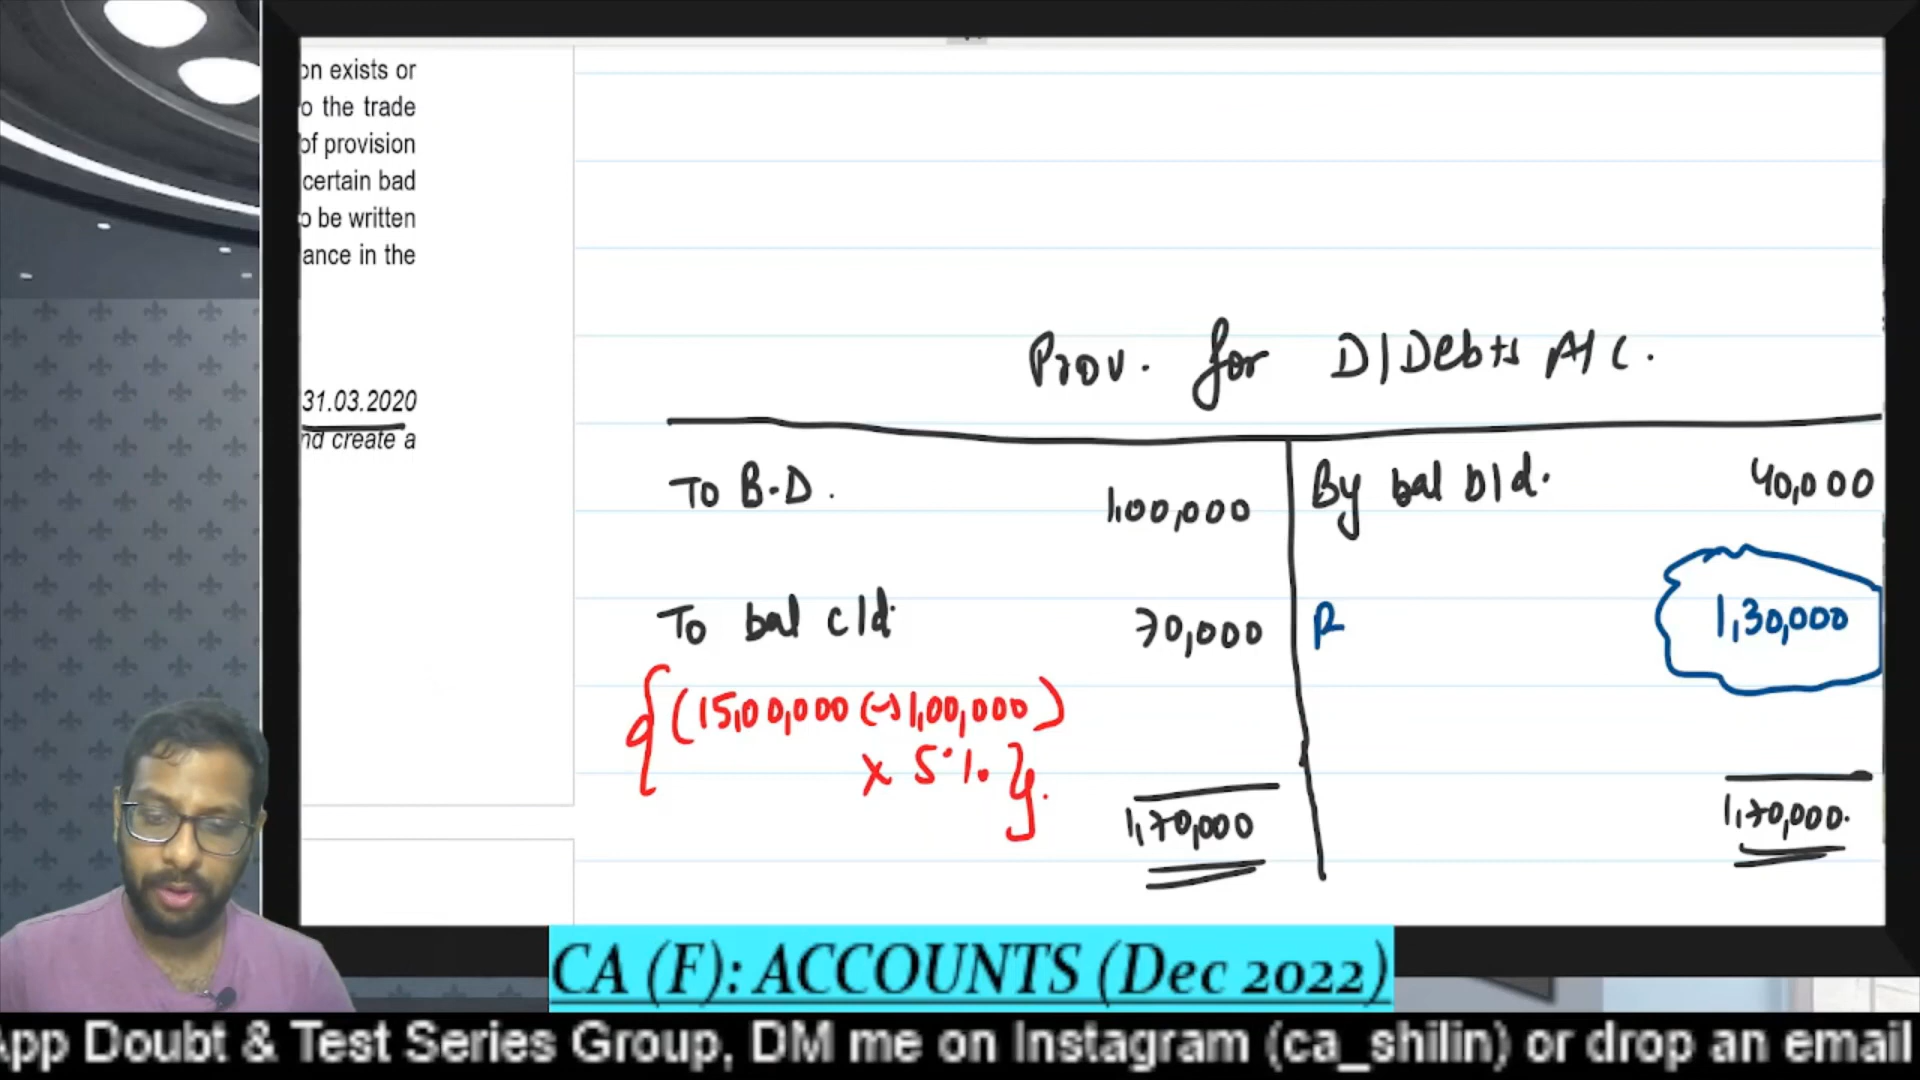 on exists or
o the trade
of provision
certain bad
o be written
ance in the
31.03.2020
nd create a
Prov. for D/Debts A/c.
To B.D. 1,00,000 By bal b/d. 40,000
To bal c/d 70,000 P 1,30,000
{(15,00,000 (-) 1,00,000)
x 5%}.
1,70,000 1,70,000.
CA (F): ACCOUNTS (Dec 2022)
App Doubt & Test Series Group, DM me on Instagram (ca_shilin) or drop an email